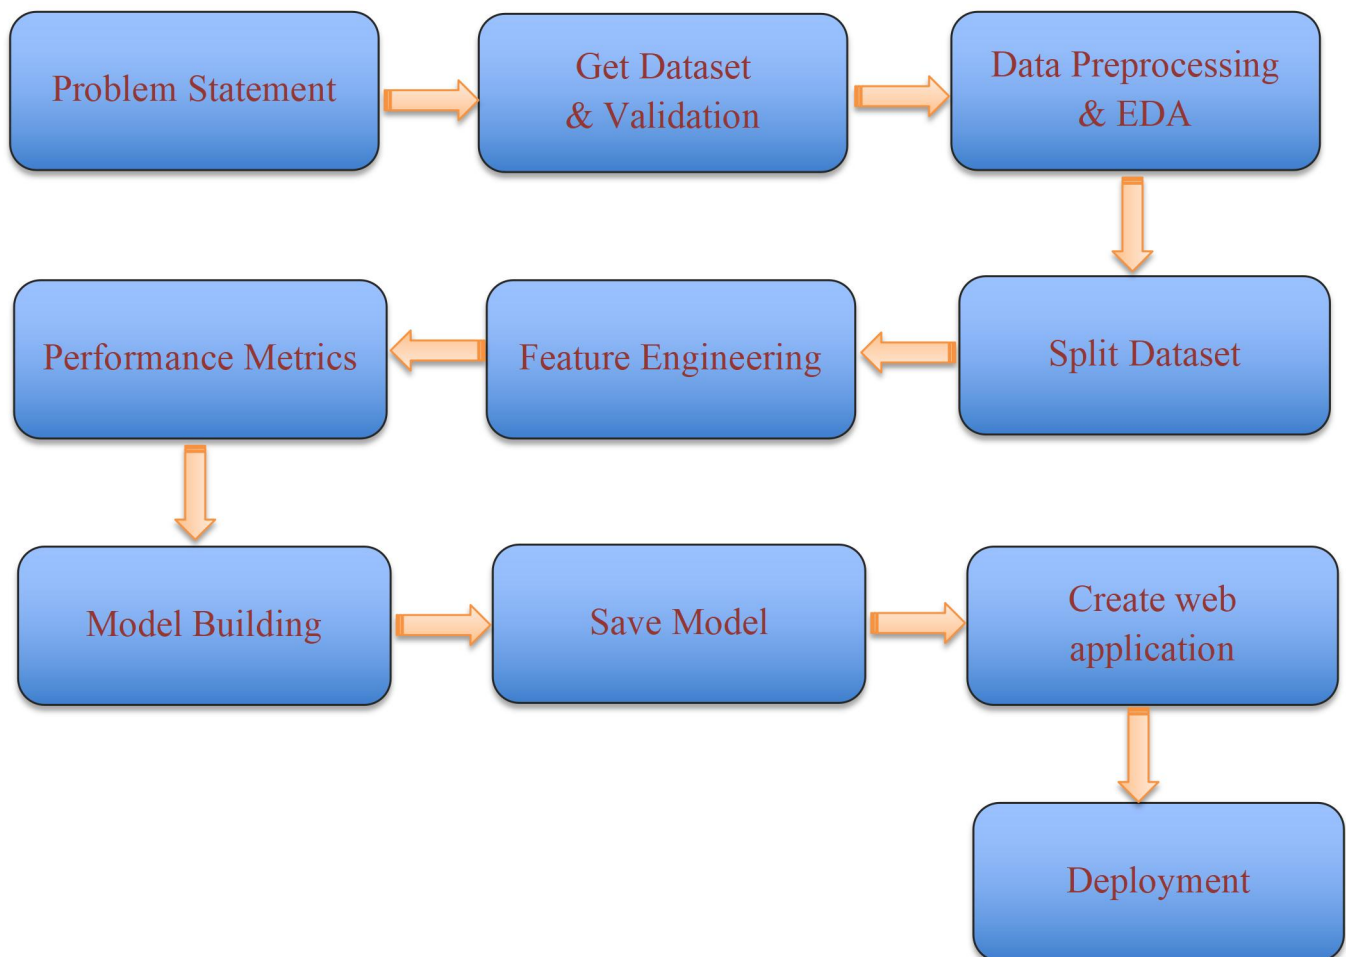 Problem Statement
Get Dataset
& Validation
Data Preprocessing
& EDA
Split Dataset
Feature Engineering
Performance Metrics
Model Building
Save Model
Create web
application
Deployment